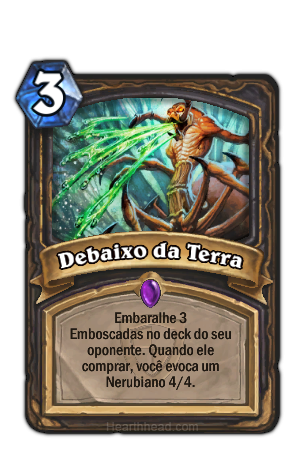 3
Debaixo da Terra
Embaralhe 3
Emboscadas no deck do seu
oponente. Quando ele
comprar, você evoca um
Nerubiano 4/4.
Hearthhead.com